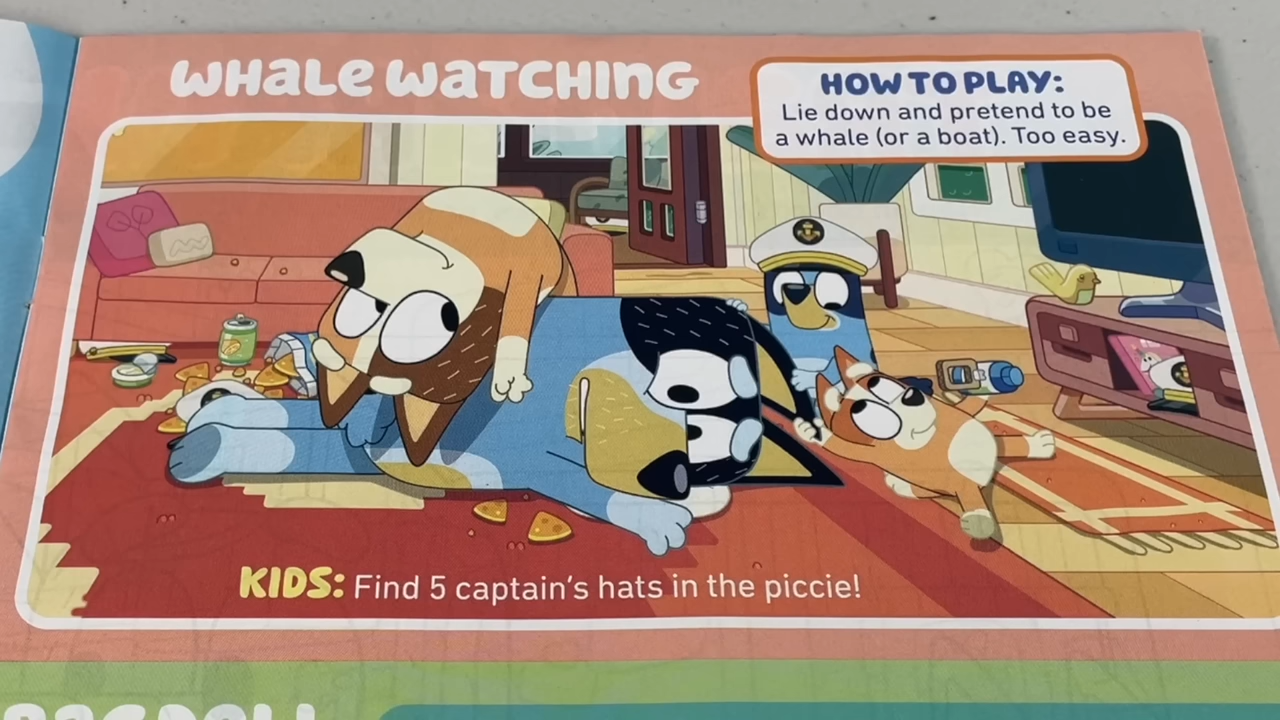 WHALE WATCHING
HOW TO PLAY:
Lie down and pretend to be
a whale (or a boat). Too easy.
KIDS: Find 5 captain's hats in the piccie!